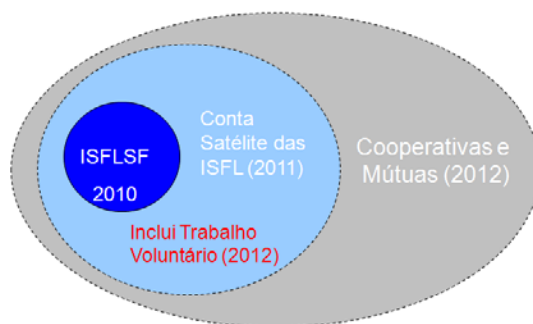 ISFLSF
2010
Conta
Satélite das
ISFL (2011)
Inclui Trabalho
Voluntário (2012)
Cooperativas e
Mútuas (2012)